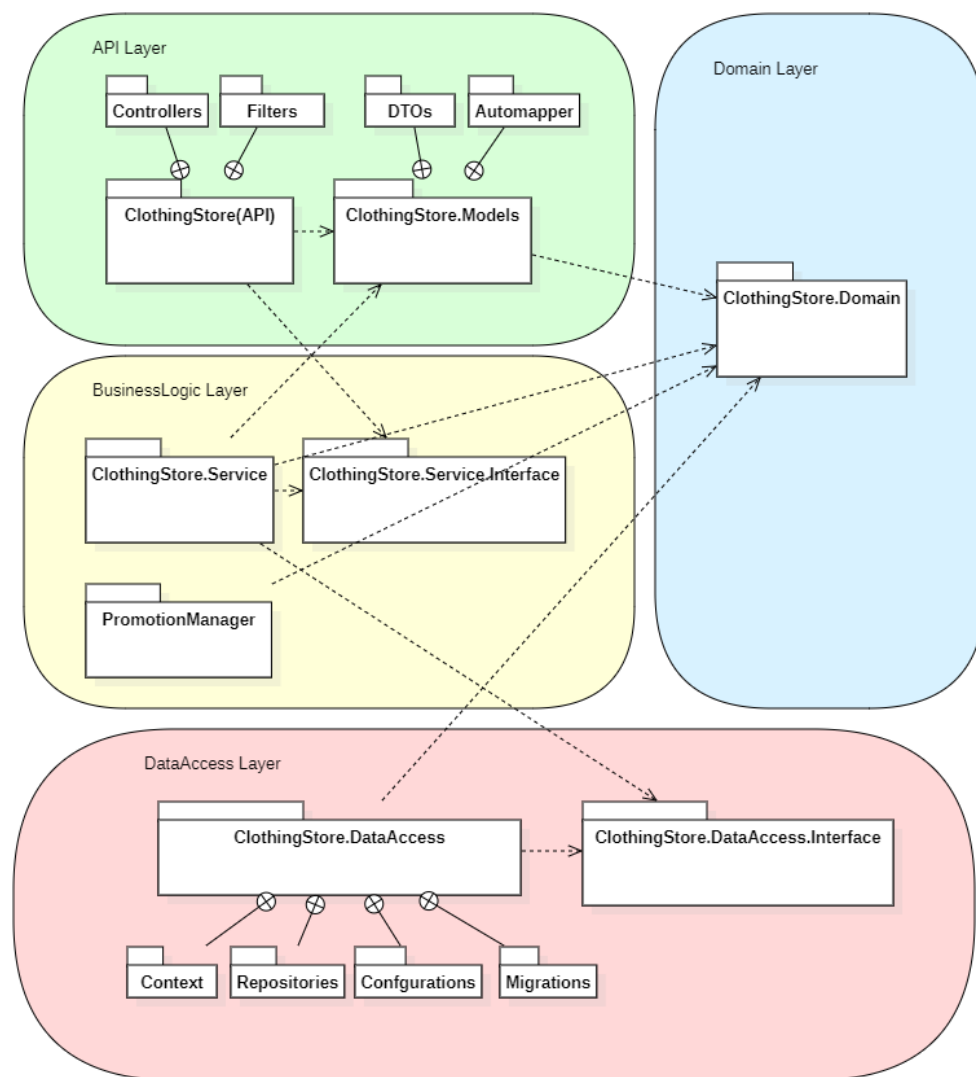 API Layer
Domain Layer
Controllers
Filters
DTOs
Automapper
ClothingStore(API)
ClothingStore.Models
ClothingStore.Domain
BusinessLogic Layer
ClothingStore.Service
ClothingStore.Service.Interface
PromotionManager
DataAccess Layer
ClothingStore.DataAccess
ClothingStore.DataAccess.Interface
Context
Repositories
Confgurations
Migrations